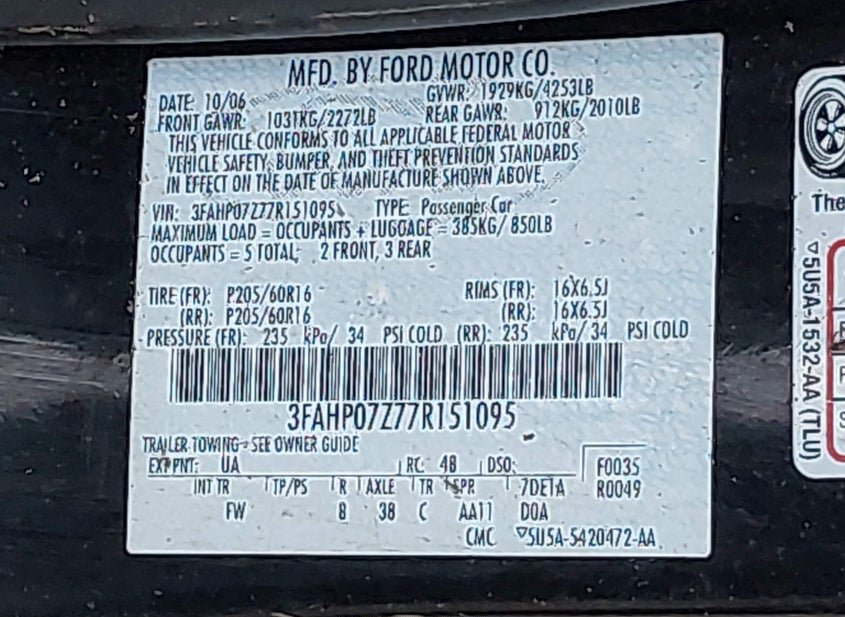 MFD. BY FORD MOTOR CO.
DATE: 10/06 GVWR: 1929KG/4253LB
FRONT GAWR: 1031KG/2272LB REAR GAWR: 912KG/2010LB
THIS VEHICLE CONFORMS TO ALL APPLICABLE FEDERAL MOTOR
VEHICLE SAFETY, BUMPER, AND THEFT PREVENTION STANDARDS
IN EFFECT ON THE DATE OF MANUFACTURE SHOWN ABOVE.
VIN: 3FAHP07Z77R151095 TYPE: Passenger Car
MAXIMUM LOAD = OCCUPANTS + LUGGAGE = 385KG/ 850LB
OCCUPANTS = 5 TOTAL, 2 FRONT, 3 REAR
TIRE (FR): P205/60R16 RIMS (FR): 16X6.5J
(RR): P205/60R16 (RR): 16X6.5J
PRESSURE (FR): 235 kPa/ 34 PSI COLD (RR): 235 kPa/ 34 PSI COLD
3FAHP07Z77R151095
TRAILER TOWING - SEE OWNER GUIDE
EXT PNT: UA RC: 48 DSO: F0035
INT TR TP/PS R AXLE TR SPR 7DE1A R0049
FW 8 38 C AA11 D0A
CMC ▽5U5A-5420472-AA
The
▽5U5A-1532-AA (TLU)